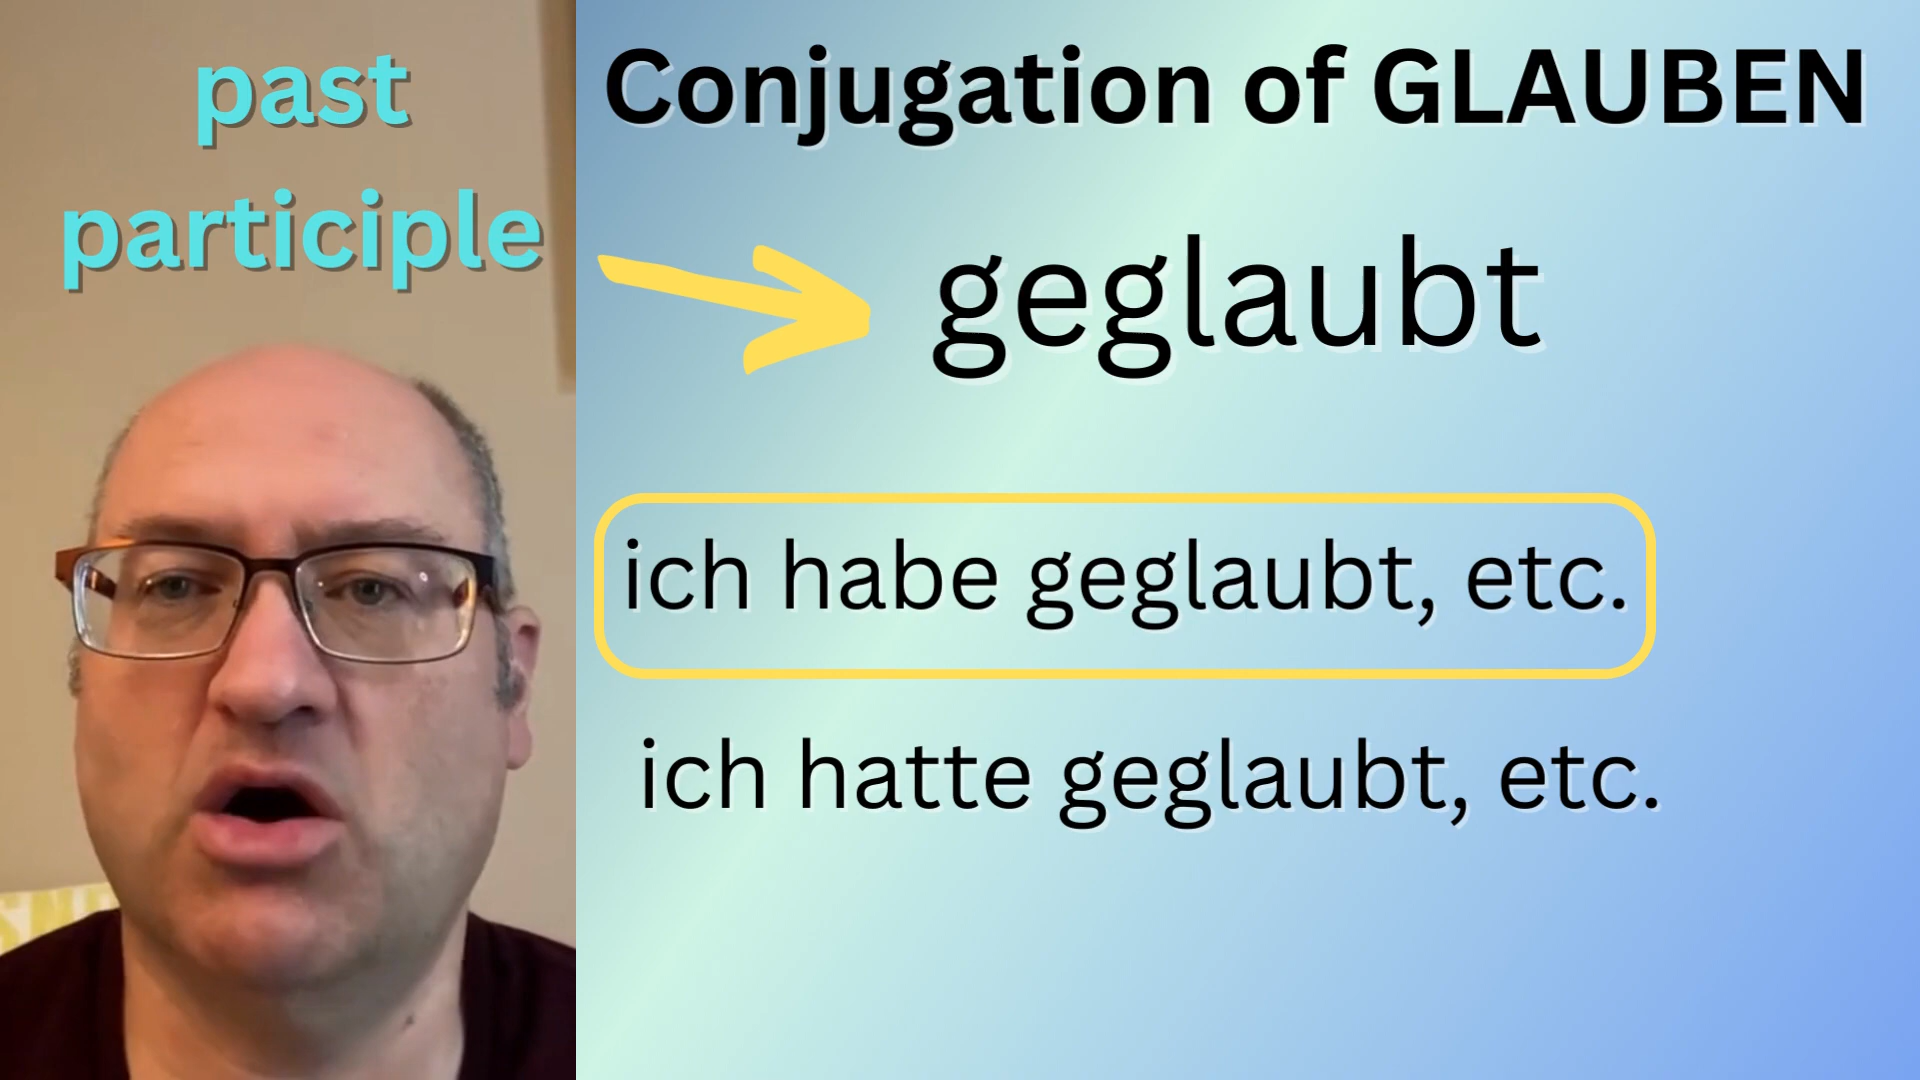 past
participle
Conjugation of GLAUBEN
geglaubt
ich habe geglaubt, etc.
ich hatte geglaubt, etc.